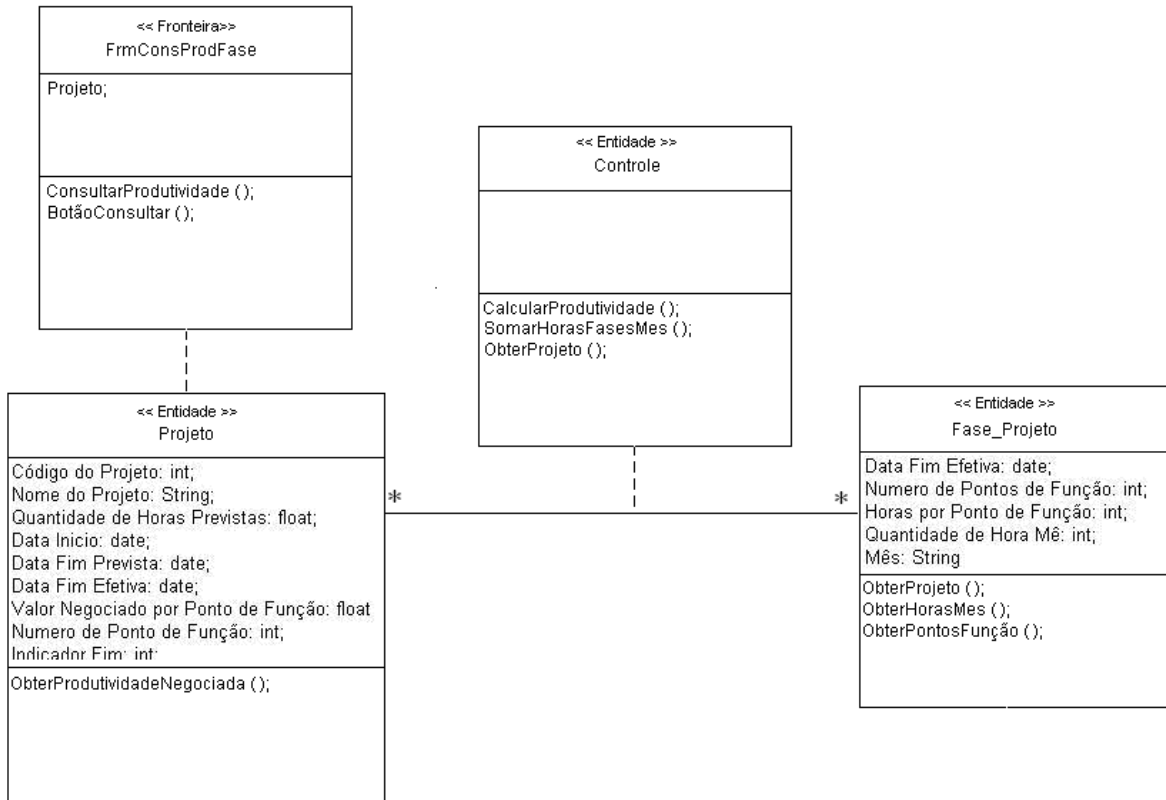 << Fronteira>>
FrmConsProdFase
Projeto;
ConsultarProdutividade ();
BotãoConsultar ();
<< Entidade >>
Controle
CalcularProdutividade ();
SomarHorasFasesMes ();
ObterProjeto ();
<< Entidade >>
Projeto
Código do Projeto: int;
Nome do Projeto: String;
Quantidade de Horas Previstas: float;
Data Inicio: date;
Data Fim Prevista: date;
Data Fim Efetiva: date;
Valor Negociado por Ponto de Função: float
Numero de Ponto de Função: int;
Indicador Fim: int;
ObterProdutividadeNegociada ();
*
*
<< Entidade >>
Fase_Projeto
Data Fim Efetiva: date;
Numero de Pontos de Função: int;
Horas por Ponto de Função: int;
Quantidade de Hora Mê: int;
Mês: String
ObterProjeto ();
ObterHorasMes ();
ObterPontosFunção ();